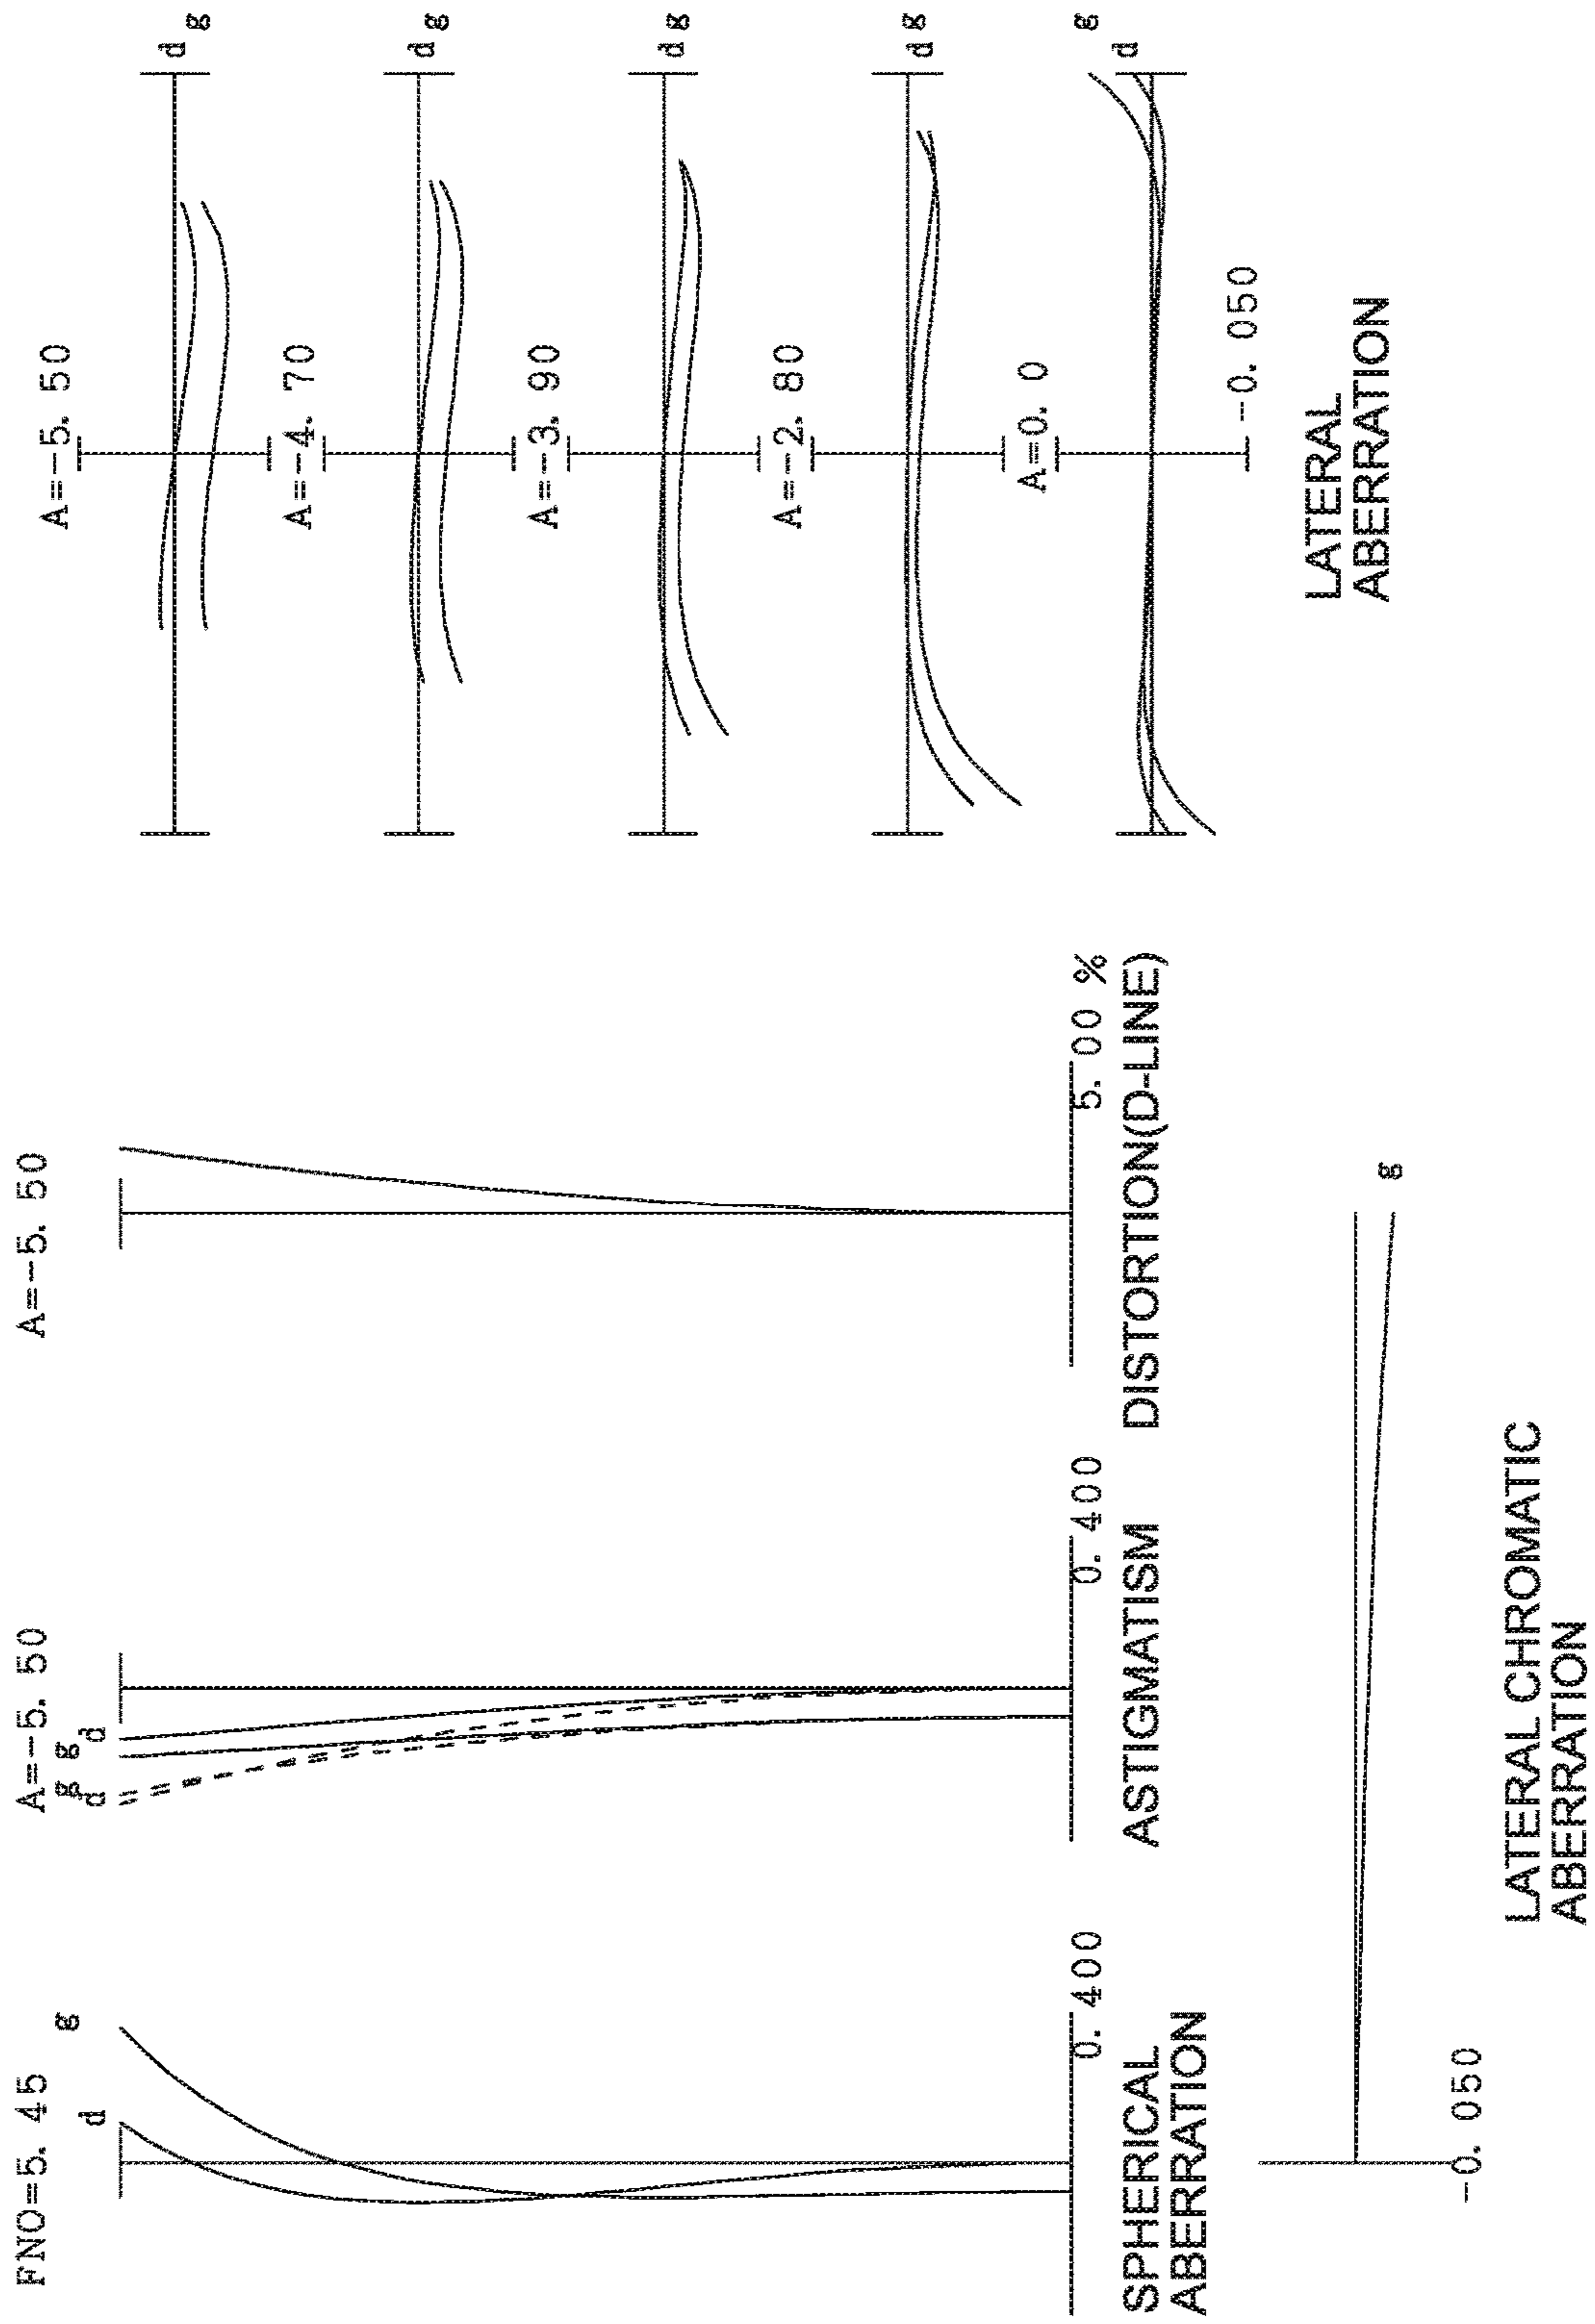 FNO=5. 45
g
d
0. 400
SPHERICAL
ABERRATION
A=-5. 50
g
g
d
d
0. 400
ASTIGMATISM
A=-5. 50
5. 00 %
DISTORTION(D-LINE)
-0. 050
g
LATERAL CHROMATIC
ABERRATION
A=-5. 50
d
g
A=-4. 70
d
g
A=-3. 90
d
g
A=-2. 80
d
g
A=0. 0
g
d
-0. 050
LATERAL
ABERRATION